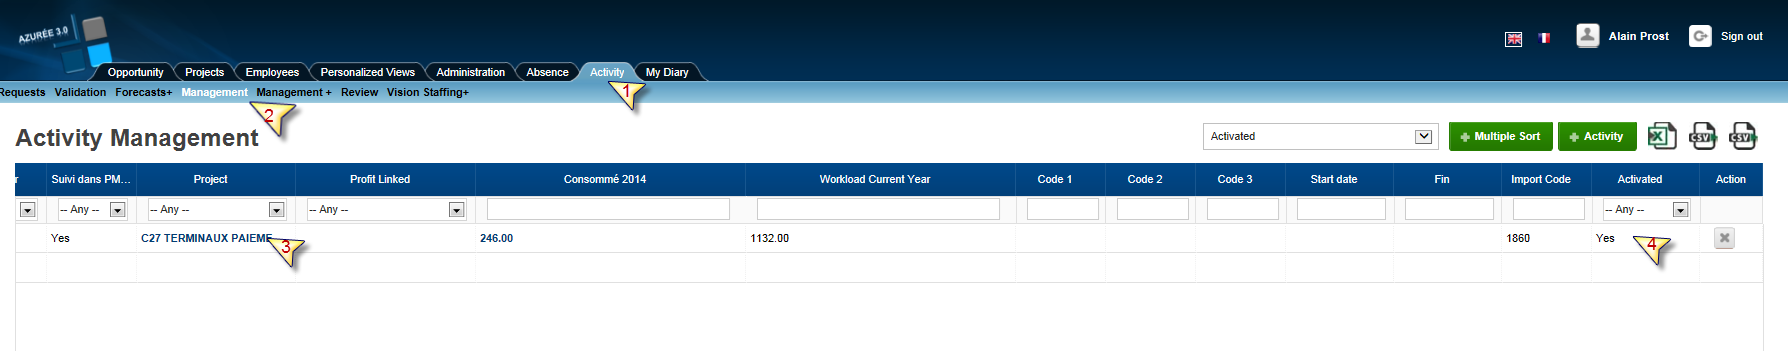 AZURÉE 3.0
Alain Prost
Sign out
Opportunity Projects Employees Personalized Views Administration Absence Activity My Diary
1
Requests Validation Forecasts+ Management Management + Review Vision Staffing+
2
Activity Management
Activated
Multiple Sort
Activity
CSV
CSV
r Suivi dans PM... Project Profit Linked Consommé 2014 Workload Current Year Code 1 Code 2 Code 3 Start date Fin Import Code Activated Action
-- Any -- -- Any -- -- Any -- -- Any --
Yes C27 TERMINAUX PAIEME 246.00 1132.00 1860 Yes
3
4